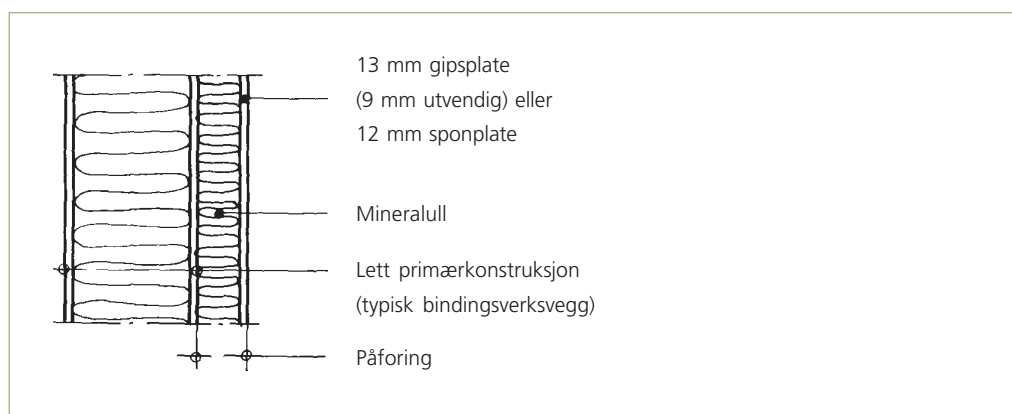 13 mm gipsplate
(9 mm utvendig) eller
12 mm sponplate
Mineralull
Lett primærkonstruksjon
(typisk bindingsverksvegg)
Påforing